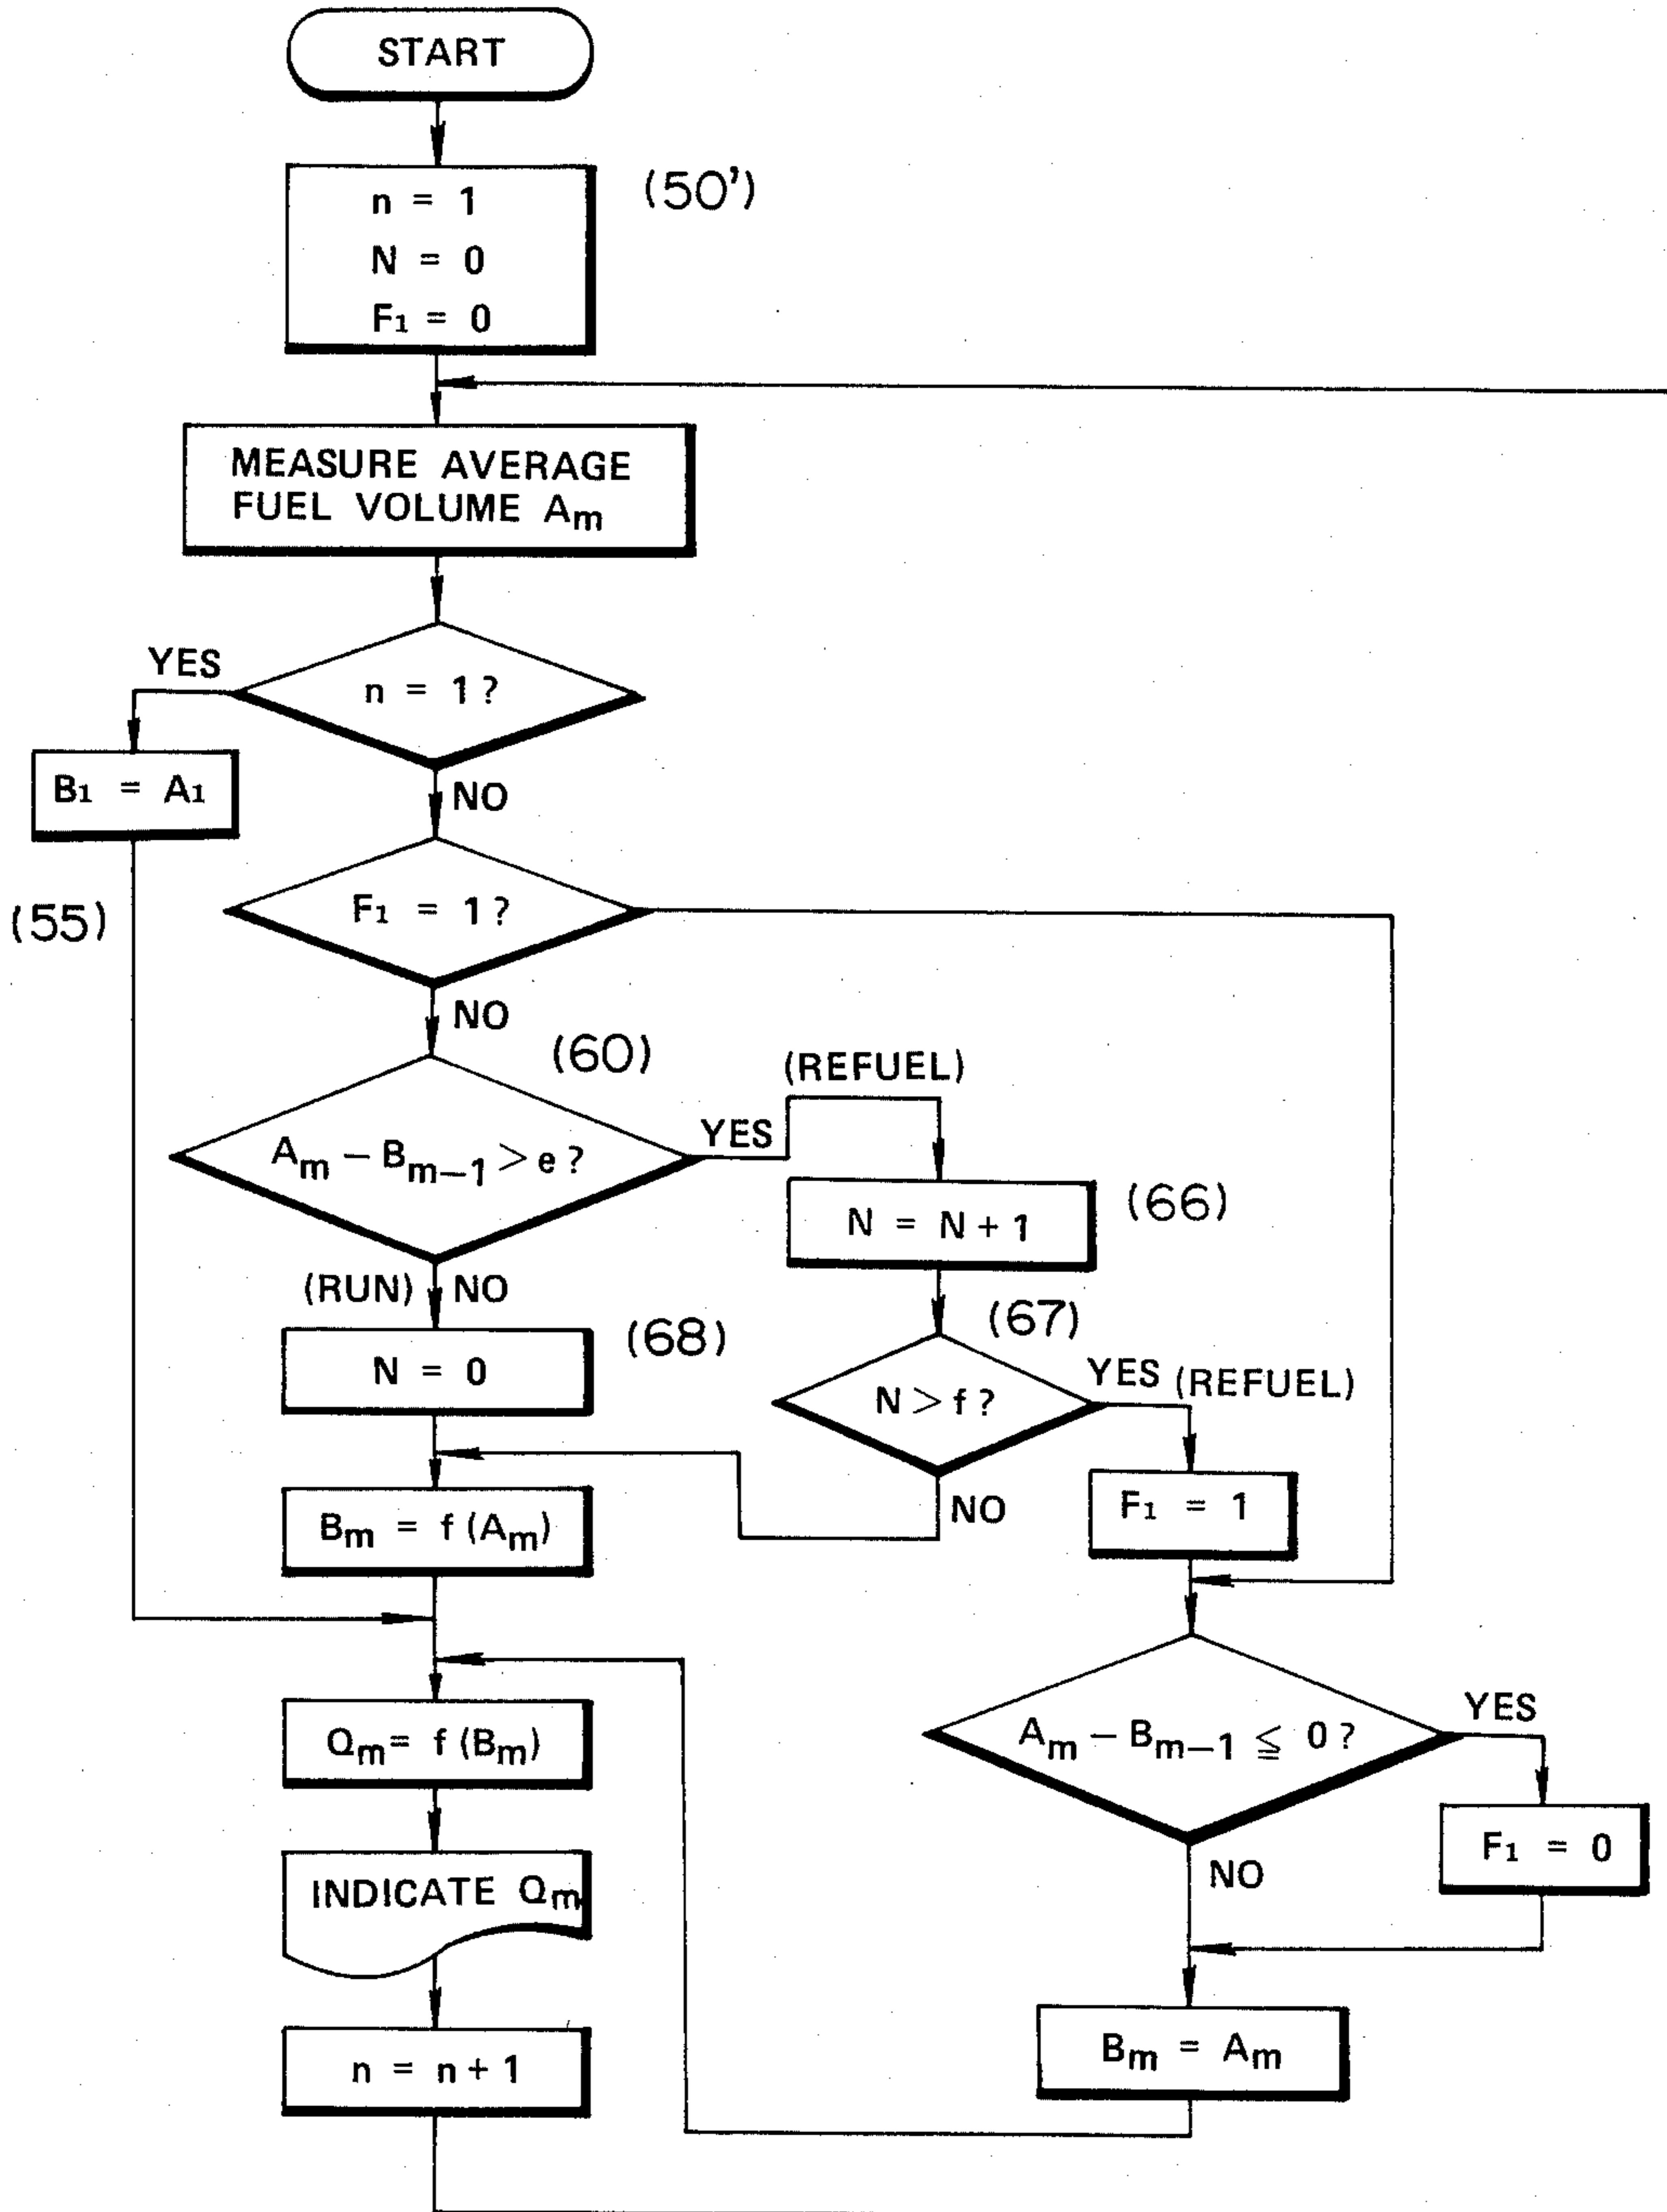 START
n = 1
N = 0
F1 = 0
(50')
MEASURE AVERAGE
FUEL VOLUME Am
n = 1?
YES
NO
B1 = A1
(55)
F1 = 1?
NO
(60)
Am − Bm−1 > e?
YES
(REFUEL)
N = N + 1
(66)
(RUN) NO
N = 0
(68)
(67)
N > f?
YES (REFUEL)
NO
F1 = 1
Bm = f (Am)
Am − Bm−1 ≦ 0?
YES
NO
F1 = 0
Qm = f (Bm)
INDICATE Qm
Bm = Am
n = n + 1